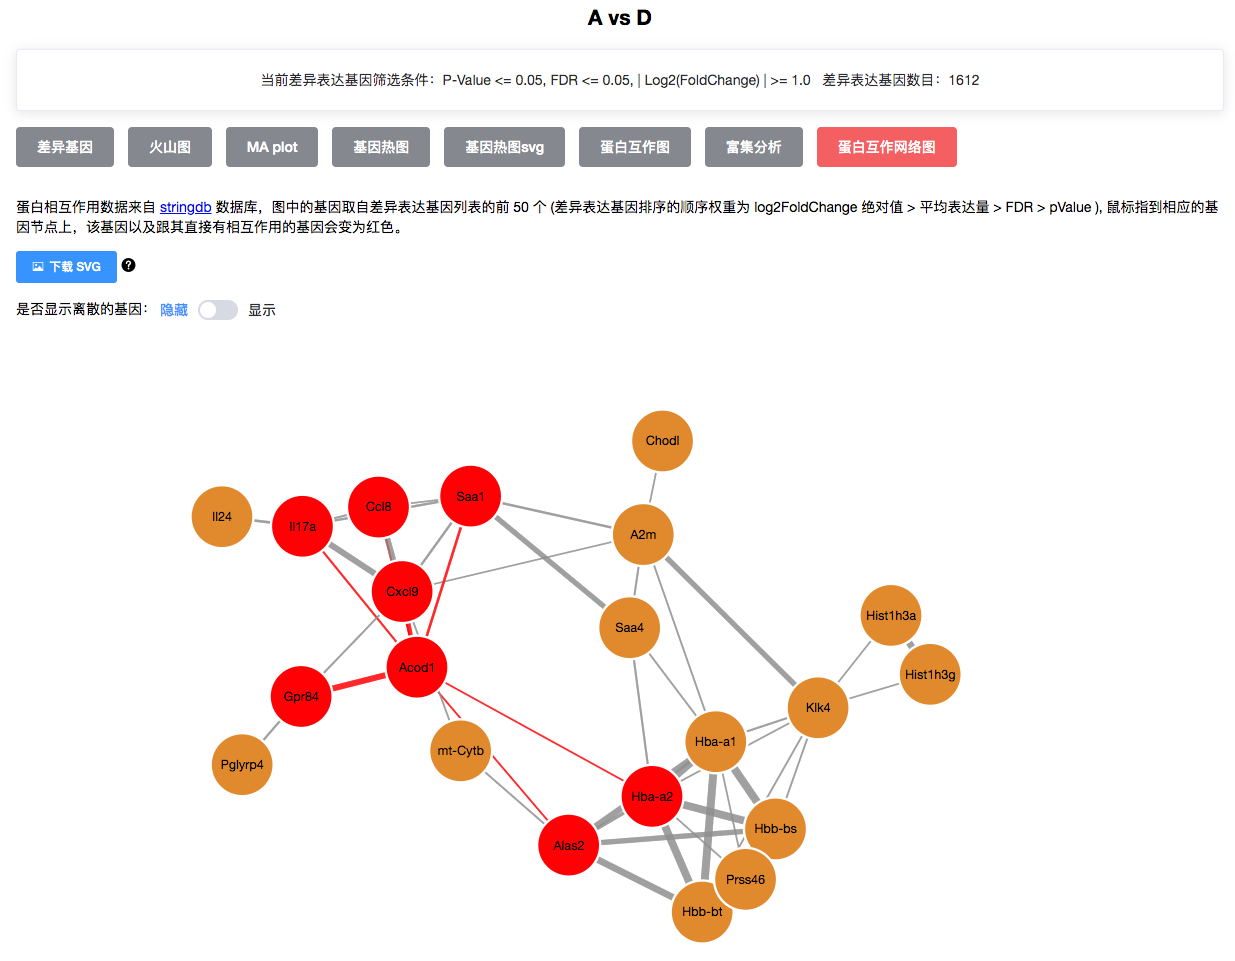 A vs D
当前差异表达基因筛选条件：P-Value <= 0.05, FDR <= 0.05, | Log2(FoldChange) | >= 1.0 差异表达基因数目：1612
差异基因 火山图 MA plot 基因热图 基因热图svg 蛋白互作图 富集分析 蛋白互作网络图
蛋白相互作用数据来自 stringdb 数据库，图中的基因取自差异表达基因列表的前 50 个 (差异表达基因排序的顺序权重为 log2FoldChange 绝对值 > 平均表达量 > FDR > pValue ), 鼠标指到相应的基
因节点上，该基因以及跟其直接有相互作用的基因会变为红色。
下载 SVG ?
是否显示离散的基因： 隐藏 显示
Chodl
Saa1
Ccl8
Il24
Il17a
A2m
Cxcl9
Hist1h3a
Saa4
Acod1
Hist1h3g
Gpr84
Klk4
Hba-a1
mt-Cytb
Pglyrp4
Hba-a2
Hbb-bs
Alas2
Prss46
Hbb-bt